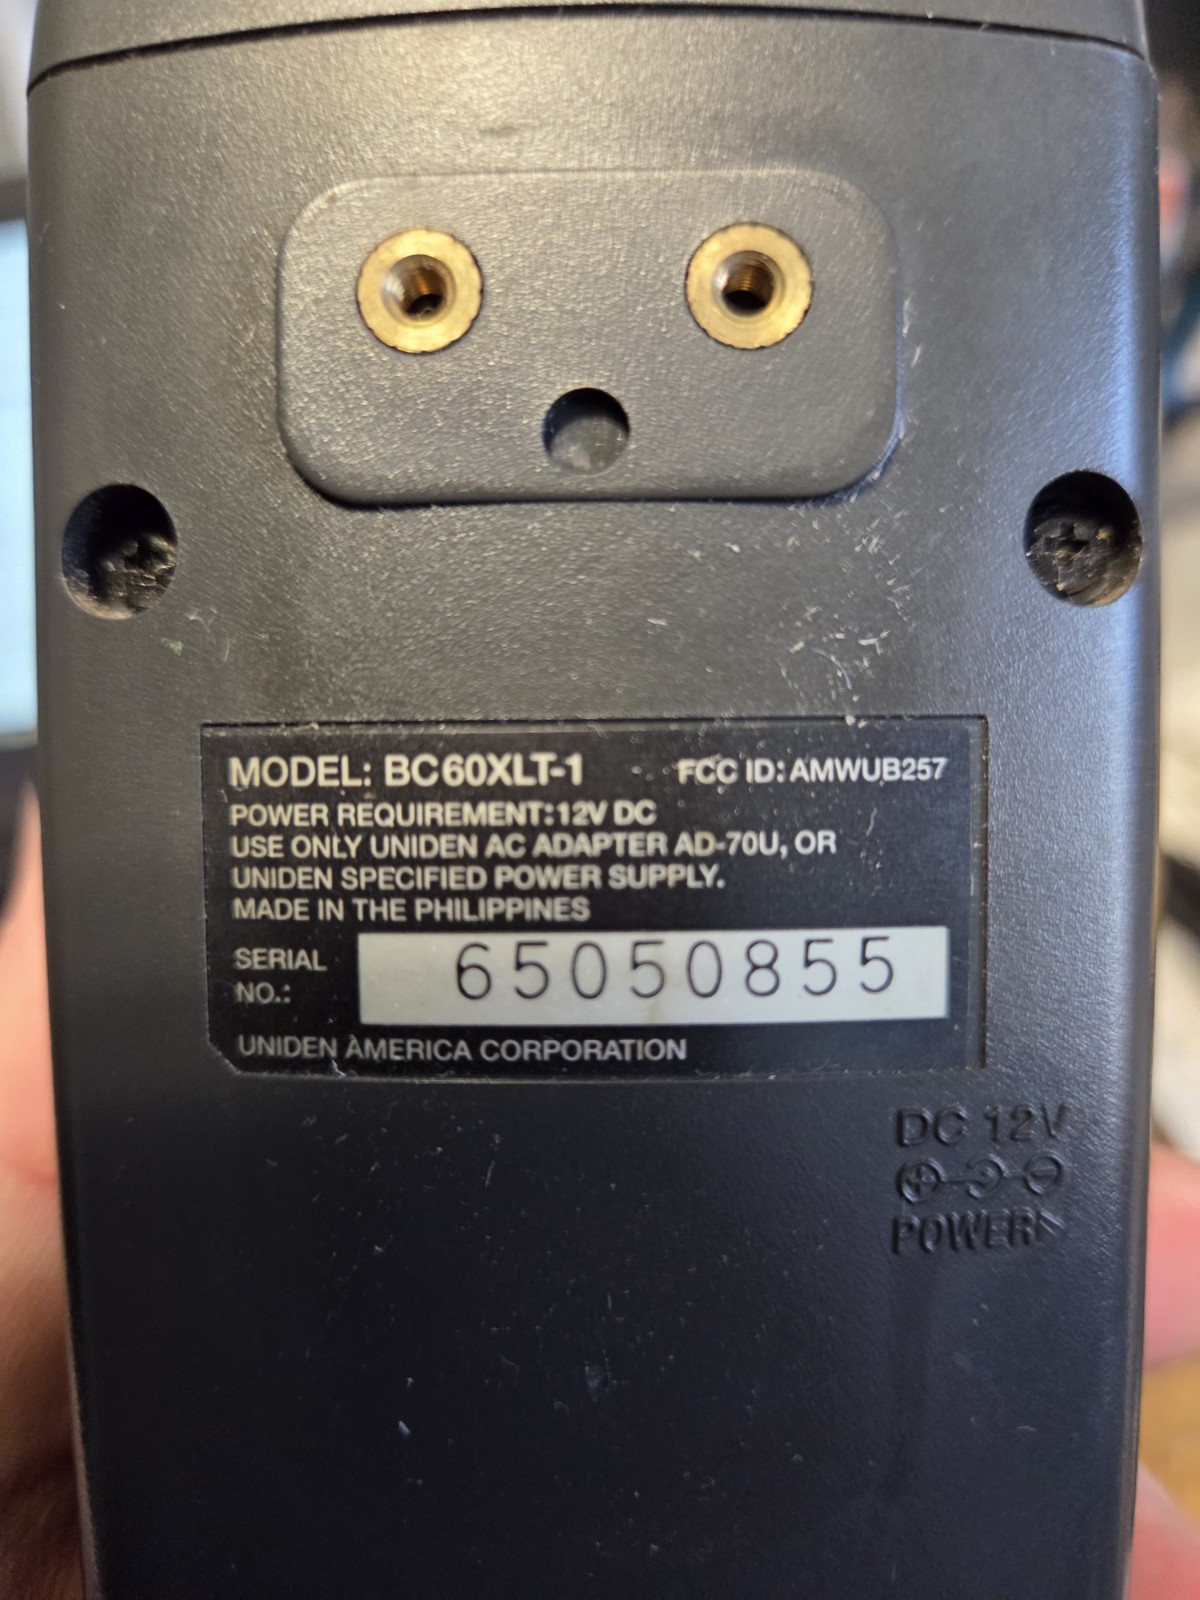 MODEL: BC60XLT-1 FCC ID: AMWUB257
POWER REQUIREMENT:12V DC
USE ONLY UNIDEN AC ADAPTER AD-70U, OR
UNIDEN SPECIFIED POWER SUPPLY.
MADE IN THE PHILIPPINES
SERIAL NO.: 65050855
UNIDEN AMERICA CORPORATION
DC 12V
POWER